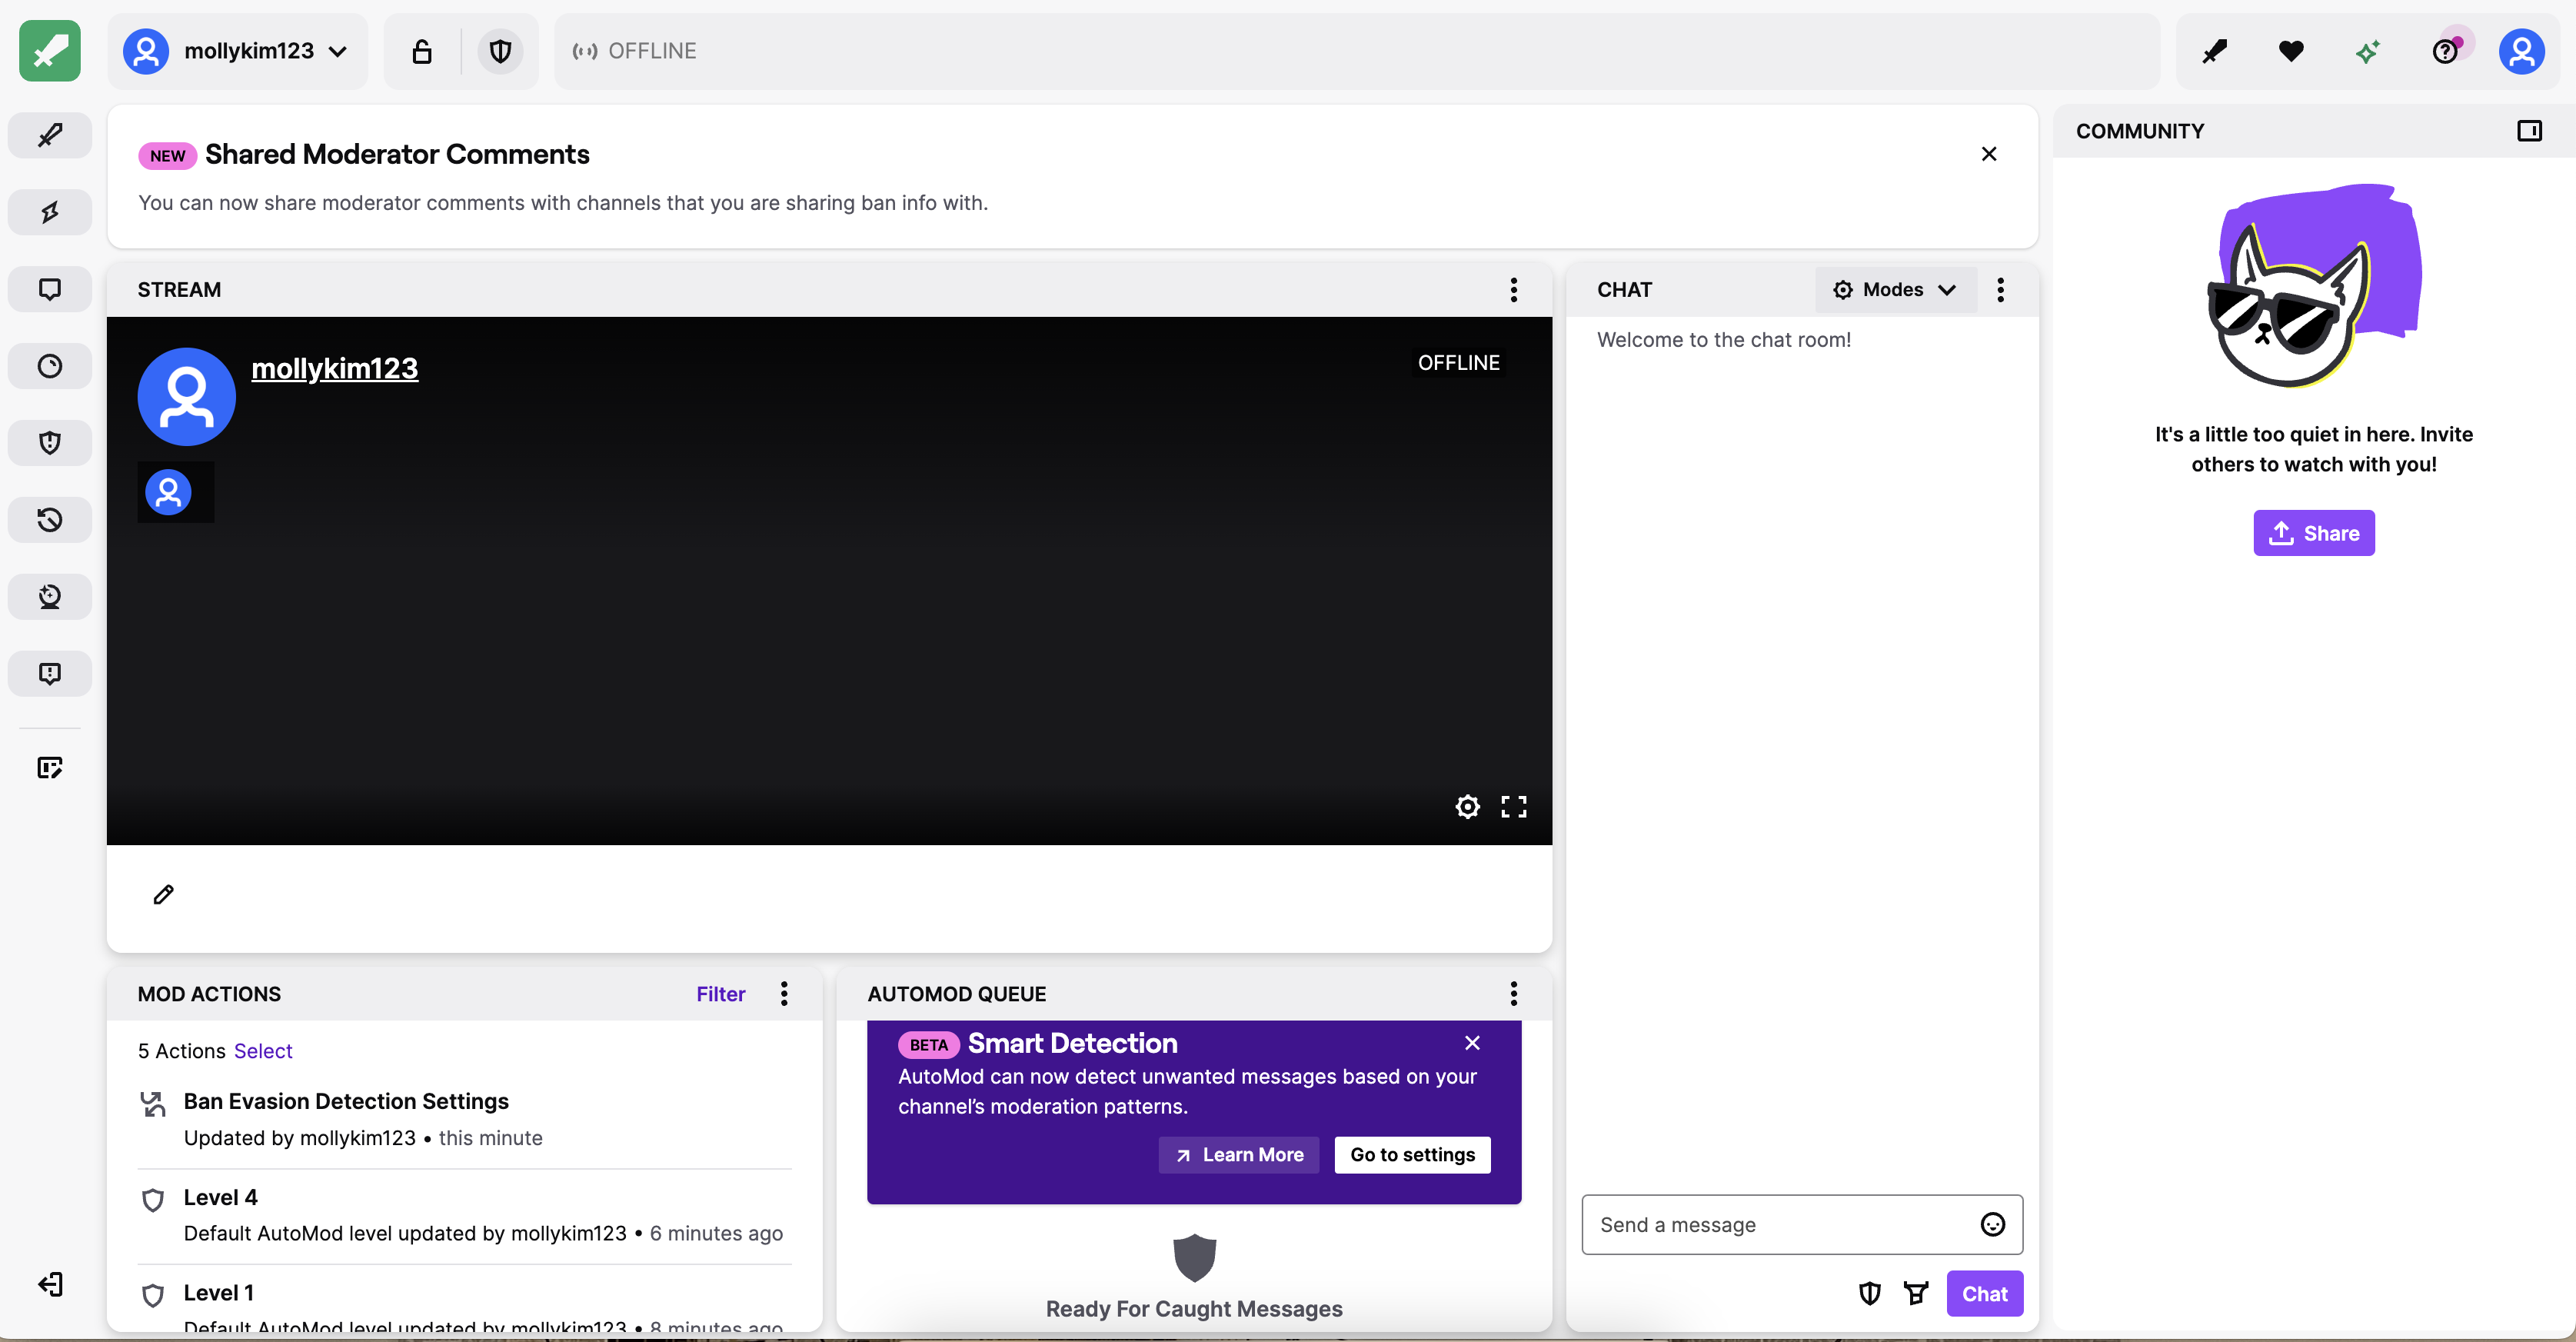 mollykim123
OFFLINE
NEW Shared Moderator Comments
You can now share moderator comments with channels that you are sharing ban info with.
STREAM
mollykim123
OFFLINE
MOD ACTIONS
Filter
5 Actions Select
Ban Evasion Detection Settings
Updated by mollykim123 • this minute
Level 4
Default AutoMod level updated by mollykim123 • 6 minutes ago
Level 1
Default AutoMod level updated by mollykim123 • 8 minutes ago
AUTOMOD QUEUE
BETA Smart Detection
AutoMod can now detect unwanted messages based on your
channel’s moderation patterns.
Learn More
Go to settings
Ready For Caught Messages
CHAT
Modes
Welcome to the chat room!
Send a message
Chat
COMMUNITY
It's a little too quiet in here. Invite
others to watch with you!
Share